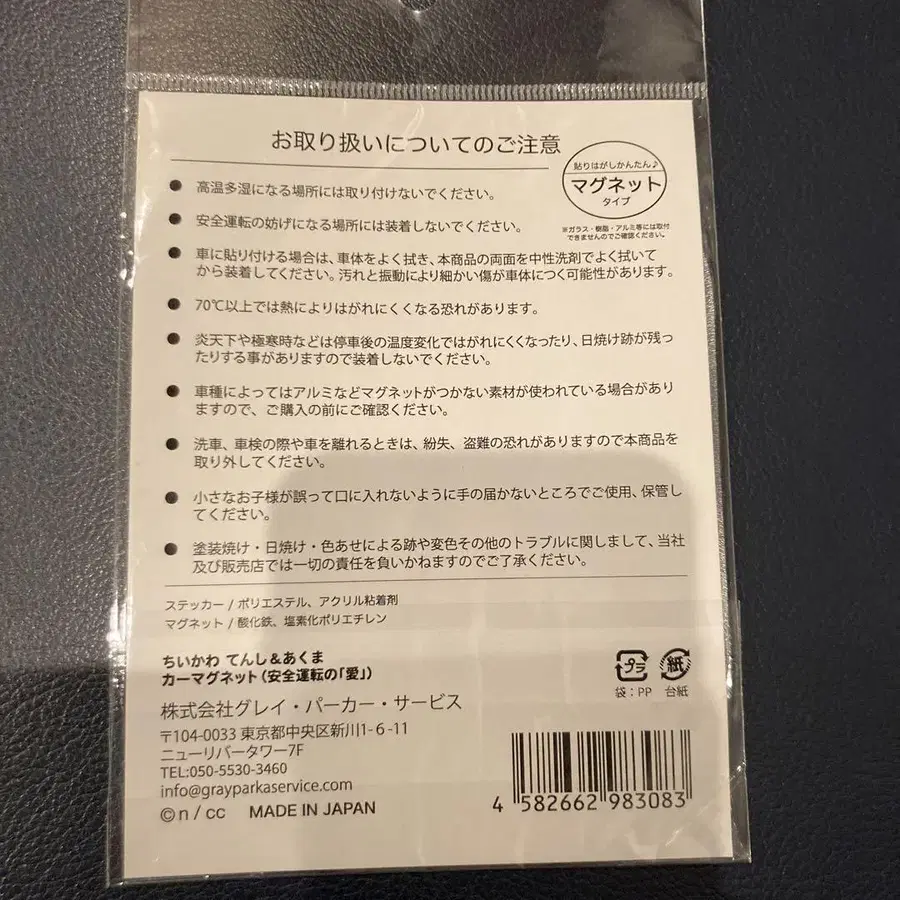 お取り扱いについてのご注意
貼りはがしかんたん♪
マグネット
タイプ
※ガラス・樹脂・アルミ等には取付
できませんのでご確認ください。
● 高温多湿になる場所には取り付けないでください。
● 安全運転の妨げになる場所には装着しないでください。
● 車に貼り付ける場合は、車体をよく拭き、本商品の両面を中性洗剤でよく拭いて
から装着してください。汚れと振動により細かい傷が車体につく可能性があります。
● 70℃以上では熱によりはがれにくくなる恐れがあります。
● 炎天下や極寒時などは停車後の温度変化ではがれにくくなったり、日焼け跡が残っ
たりする事がありますので装着しないでください。
● 車種によってはアルミなどマグネットがつかない素材が使われている場合があり
ますので、ご購入の前にご確認ください。
● 洗車、車検の際や車を離れるときは、紛失、盗難の恐れがありますので本商品を
取り外してください。
● 小さなお子様が誤って口に入れないように手の届かないところでご使用、保管し
てください。
● 塗装焼け・日焼け・色あせによる跡や変色その他のトラブルに関しまして、当社
及び販売店では一切の責任を負いかねますのでご了承ください。
ステッカー / ポリエステル、アクリル粘着剤
マグネット / 酸化鉄、塩素化ポリエチレン
ちいかわ てんし&あくま
カーマグネット(安全運転の「愛」)
株式会社グレイ・パーカー・サービス
〒104-0033 東京都中央区新川1-6-11
ニューリバータワー7F
TEL:050-5530-3460
info@grayparkaservice.com
©n / cc MADE IN JAPAN
プラ 紙
袋:PP 台紙
4 582662 983083